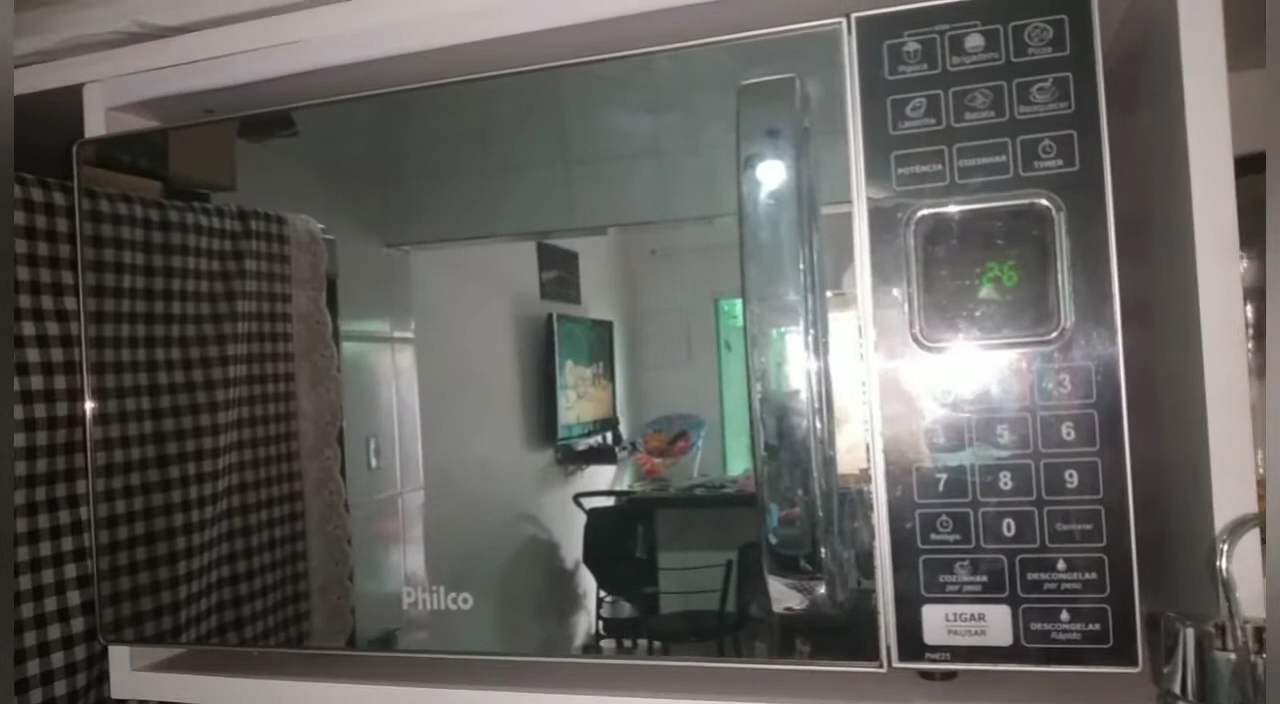 Pipoca
Brigadeiro
Pizza
Lasanha
Batata
Reaquecer
POTÊNCIA
COZINHAR
TIMER
:26
3
4
5
6
7
8
9
Relógio
0
Cancelar
COZINHAR
por peso
DESCONGELAR
por peso
LIGAR
PAUSAR
DESCONGELAR
Rápido
Philco